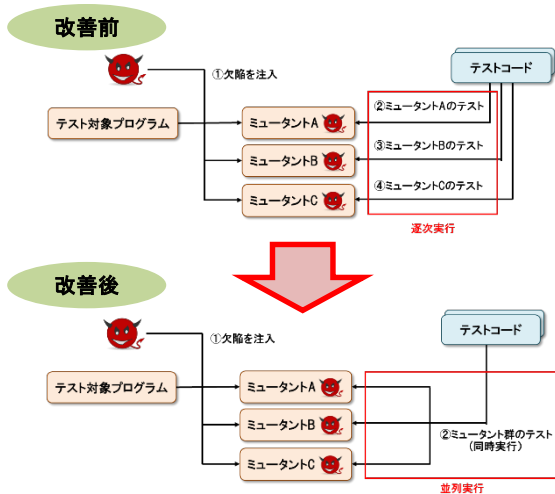 改善前
①欠陥を注入
テストコード
テスト対象プログラム
ミュータントA
②ミュータントAのテスト
ミュータントB
③ミュータントBのテスト
ミュータントC
④ミュータントCのテスト
逐次実行
改善後
①欠陥を注入
テストコード
テスト対象プログラム
ミュータントA
ミュータントB
②ミュータント群のテスト
(同時実行)
ミュータントC
並列実行